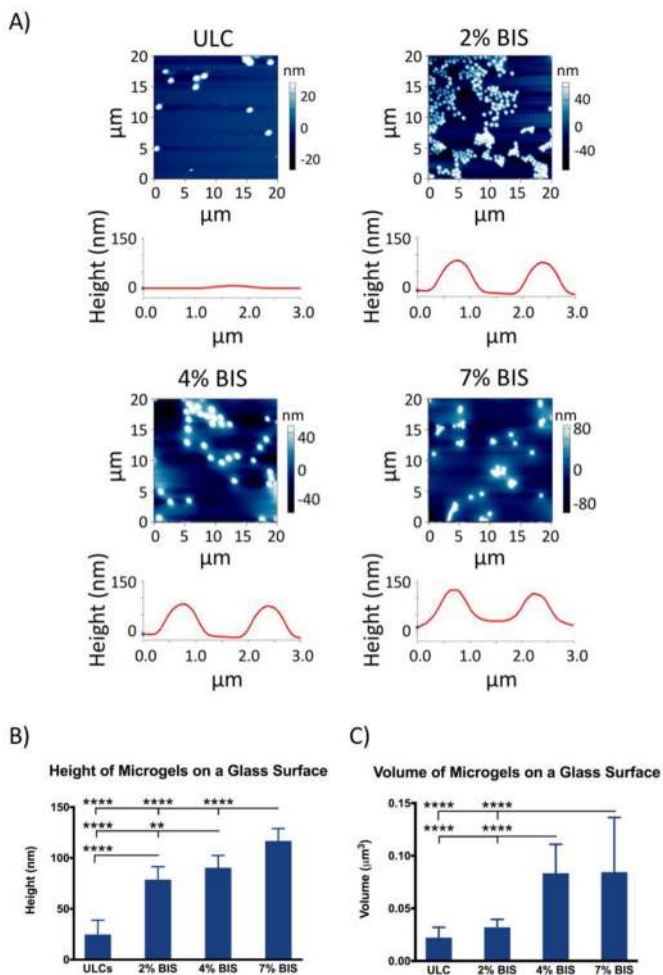 A)
ULC
2% BIS
20
15
10
5
0
μm
0 5 10 15 20
μm
nm
20
0
-20
20
15
10
5
0
μm
0 5 10 15 20
μm
nm
40
0
-40
Height (nm)
150
0
0.0 1.0 2.0 3.0
μm
Height (nm)
150
0
0.0 1.0 2.0 3.0
μm
4% BIS
7% BIS
20
15
10
5
0
μm
0 5 10 15 20
μm
nm
40
0
-40
20
15
10
5
0
μm
0 5 10 15 20
μm
nm
80
0
-80
Height (nm)
150
0
0.0 1.0 2.0 3.0
μm
Height (nm)
150
0
0.0 1.0 2.0 3.0
μm
B)
Height of Microgels on a Glass Surface
Height (nm)
150
100
50
0
**** **** ****
**** **
****
ULCs 2% BIS 4% BIS 7% BIS
C)
Volume of Microgels on a Glass Surface
Volume (μm³)
0.15
0.10
0.05
0.00
**** ****
**** ****
ULC 2% BIS 4% BIS 7% BIS